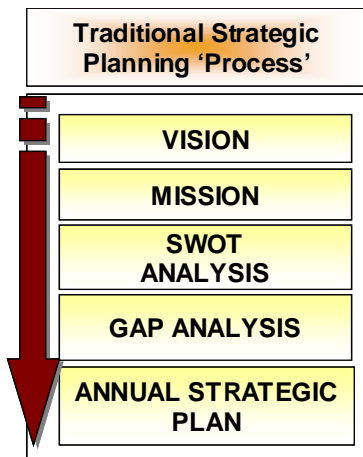 Traditional Strategic
Planning ‘Process’
VISION
MISSION
SWOT
ANALYSIS
GAP ANALYSIS
ANNUAL STRATEGIC
PLAN